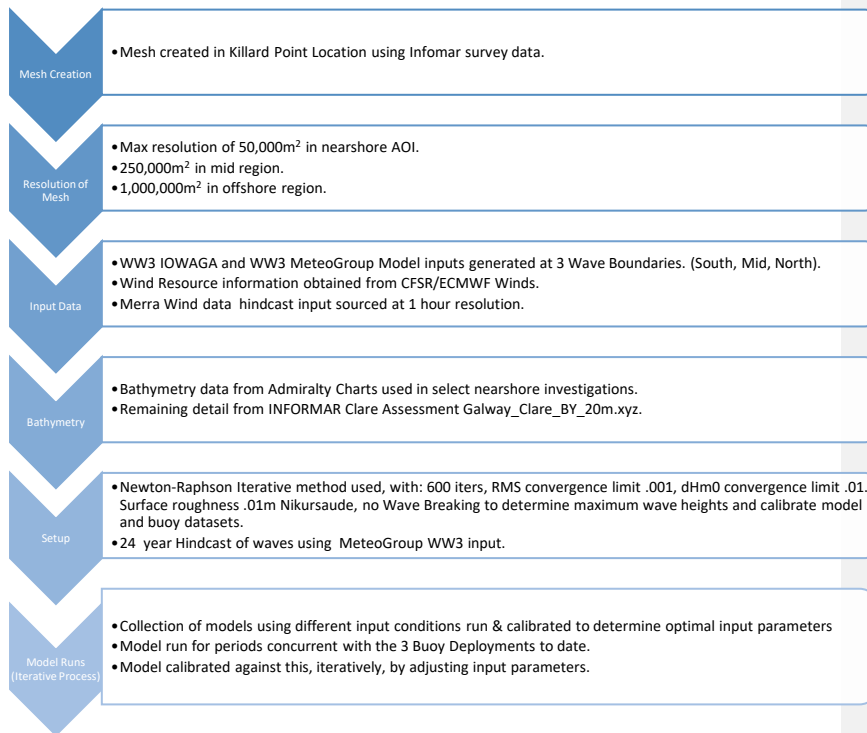 Mesh Creation
•Mesh created in Killard Point Location using Infomar survey data.
Resolution of
Mesh
•Max resolution of 50,000m² in nearshore AOI.
•250,000m² in mid region.
•1,000,000m² in offshore region.
Input Data
•WW3 IOWAGA and WW3 MeteoGroup Model inputs generated at 3 Wave Boundaries. (South, Mid, North).
•Wind Resource information obtained from CFSR/ECMWF Winds.
•Merra Wind data hindcast input sourced at 1 hour resolution.
Bathymetry
•Bathymetry data from Admiralty Charts used in select nearshore investigations.
•Remaining detail from INFORMAR Clare Assessment Galway_Clare_BY_20m.xyz.
Setup
•Newton-Raphson Iterative method used, with: 600 iters, RMS convergence limit .001, dHm0 convergence limit .01.
Surface roughness .01m Nikursaude, no Wave Breaking to determine maximum wave heights and calibrate model
and buoy datasets.
•24 year Hindcast of waves using MeteoGroup WW3 input.
Model Runs
(Iterative Process)
•Collection of models using different input conditions run & calibrated to determine optimal input parameters
•Model run for periods concurrent with the 3 Buoy Deployments to date.
•Model calibrated against this, iteratively, by adjusting input parameters.